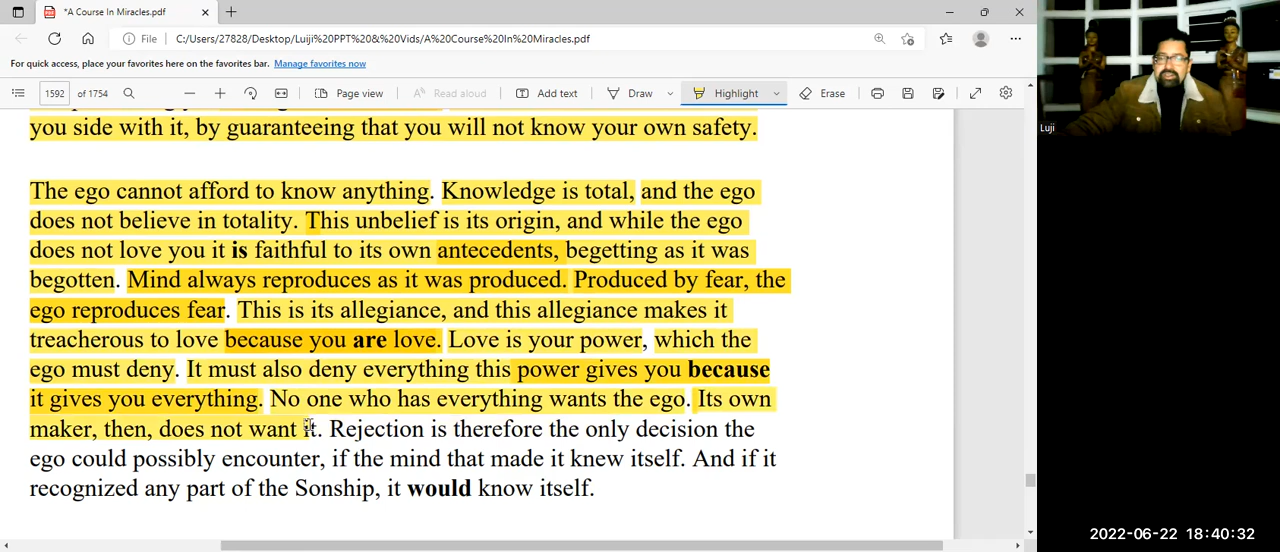 *A Course In Miracles.pdf
File C:/Users/27828/Desktop/Luiji%20PPT%20&%20Vids/A%20Course%20In%20Miracles.pdf
For quick access, place your favorites here on the favorites bar. Manage favorites now
1592 of 1754 Page view Read aloud Add text Draw Highlight Erase
you side with it, by guaranteeing that you will not know your own safety.
The ego cannot afford to know anything. Knowledge is total, and the ego
does not believe in totality. This unbelief is its origin, and while the ego
does not love you it is faithful to its own antecedents, begetting as it was
begotten. Mind always reproduces as it was produced. Produced by fear, the
ego reproduces fear. This is its allegiance, and this allegiance makes it
treacherous to love because you are love. Love is your power, which the
ego must deny. It must also deny everything this power gives you because
it gives you everything. No one who has everything wants the ego. Its own
maker, then, does not want it. Rejection is therefore the only decision the
ego could possibly encounter, if the mind that made it knew itself. And if it
recognized any part of the Sonship, it would know itself.
Luji
2022-06-22 18:40:32